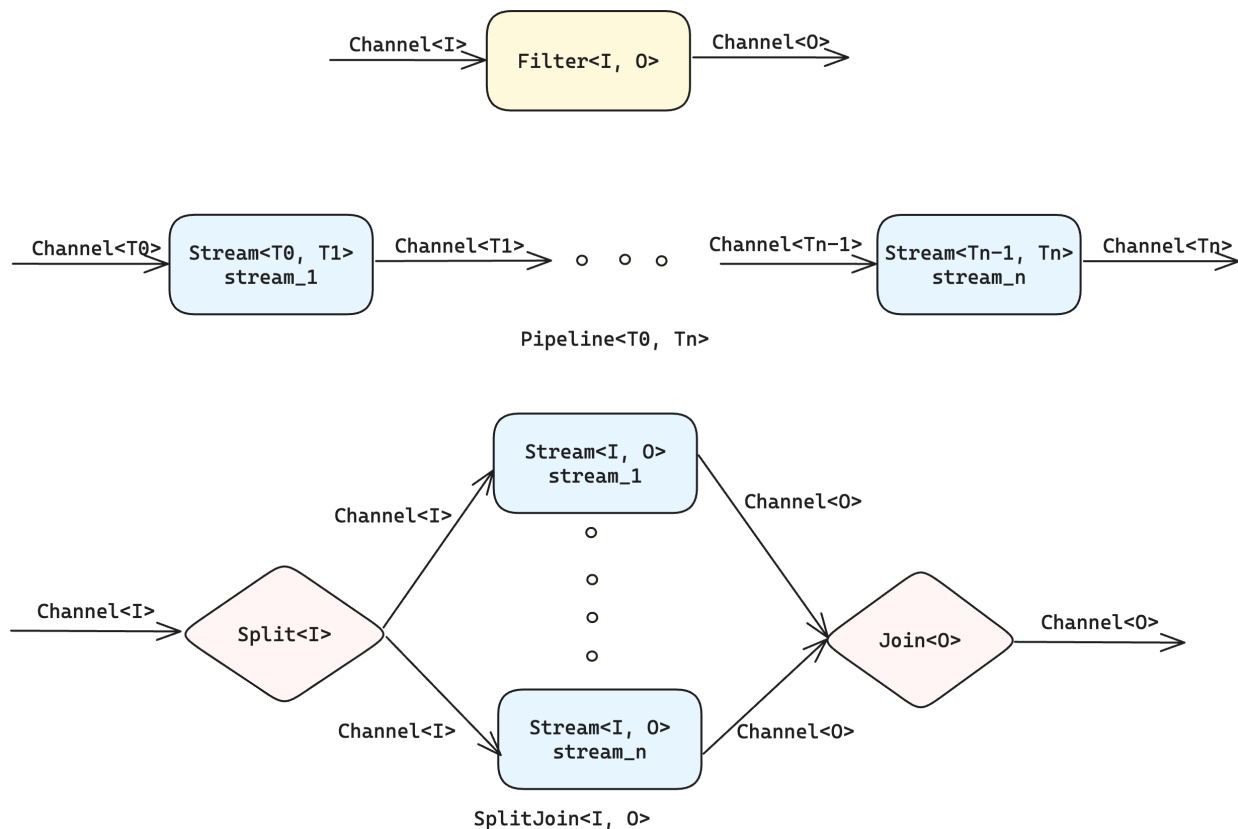 Channel<I>
Filter<I, O>
Channel<O>
Channel<T0>
Stream<T0, T1>
stream_1
Channel<T1>
Channel<Tn-1>
Stream<Tn-1, Tn>
stream_n
Channel<Tn>
Pipeline<T0, Tn>
Stream<I, O>
stream_1
Channel<I>
Channel<O>
Channel<I>
Split<I>
Join<O>
Channel<O>
Channel<I>
Stream<I, O>
stream_n
Channel<O>
SplitJoin<I, O>